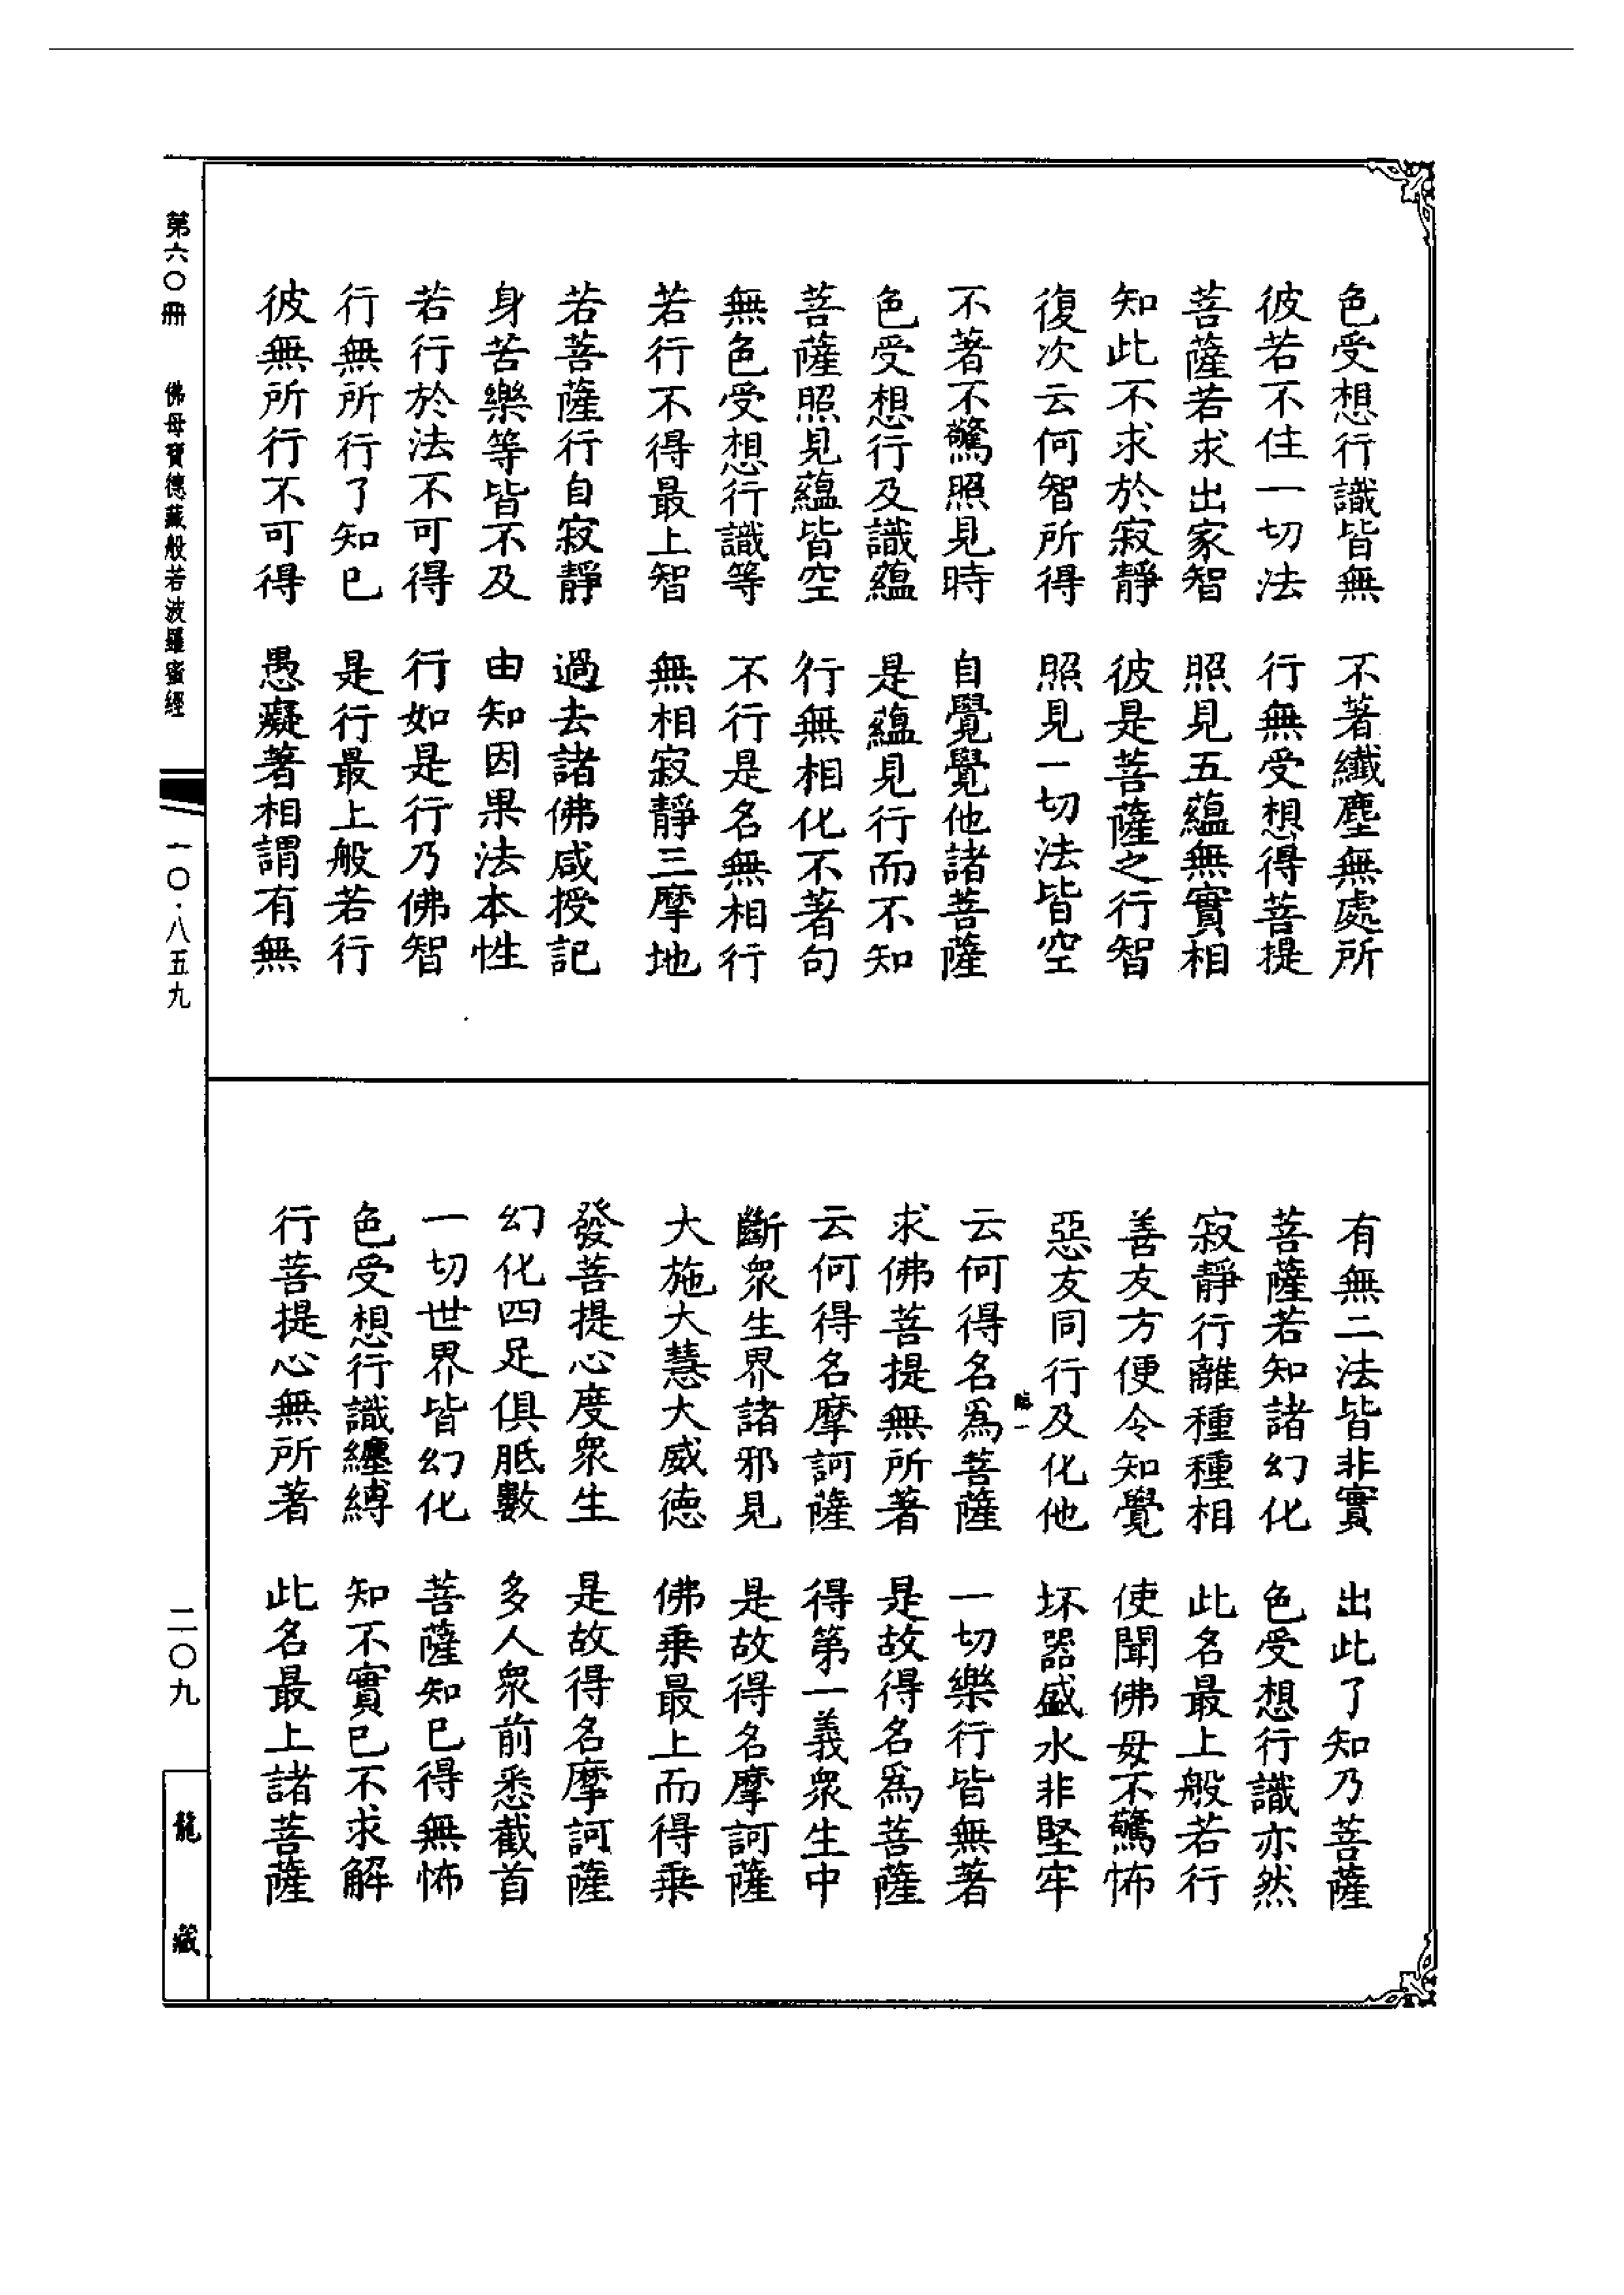 色受想行識皆無　不著纖塵無處所
彼若不住一切法　行無受想得菩提
菩薩若求出家智　照見五蘊無實相
知此不求於寂靜　彼是菩薩之行智
復次云何智所得　照見一切法皆空
不著不驚照見時　自覺覺他諸菩薩
色受想行及識蘊　是蘊見行而不知
菩薩照見蘊皆空　行無相化不著句
無色受想行識等　不行是名無相行
若行不得最上智　無相寂靜三摩地
若菩薩行自寂靜　過去諸佛咸授記
身苦樂等皆不及　由知因果法本性
若行於法不可得　行如是行乃佛智
行無所行了知已　是行最上般若行
彼無所行不可得　愚癡著相謂有無
有無二法皆非實　出此了知乃菩薩
菩薩若知諸幻化　色受想行識亦然
寂靜行離種種相　此名最上般若行
善友方便令知覺　使聞佛母不驚怖
惡友同行及化他　坏器盛水非堅牢
云何得名爲菩薩　一切樂行皆無著
求佛菩提無所著　是故得名爲菩薩
云何得名摩訶薩　得第一義衆生中
斷衆生界諸邪見　是故得名摩訶薩
大施大慧大威德　佛乘最上而得乘
發菩提心度衆生　是故得名摩訶薩
幻化四足俱胝數　多人衆前悉截首
一切世界皆幻化　菩薩知已得無怖
色受想行識纏縛　知不實已不求解
行菩提心無所著　此名最上諸菩薩
第六〇冊　佛母寶德藏般若波羅蜜經
一〇·八五九
二〇九
龍藏